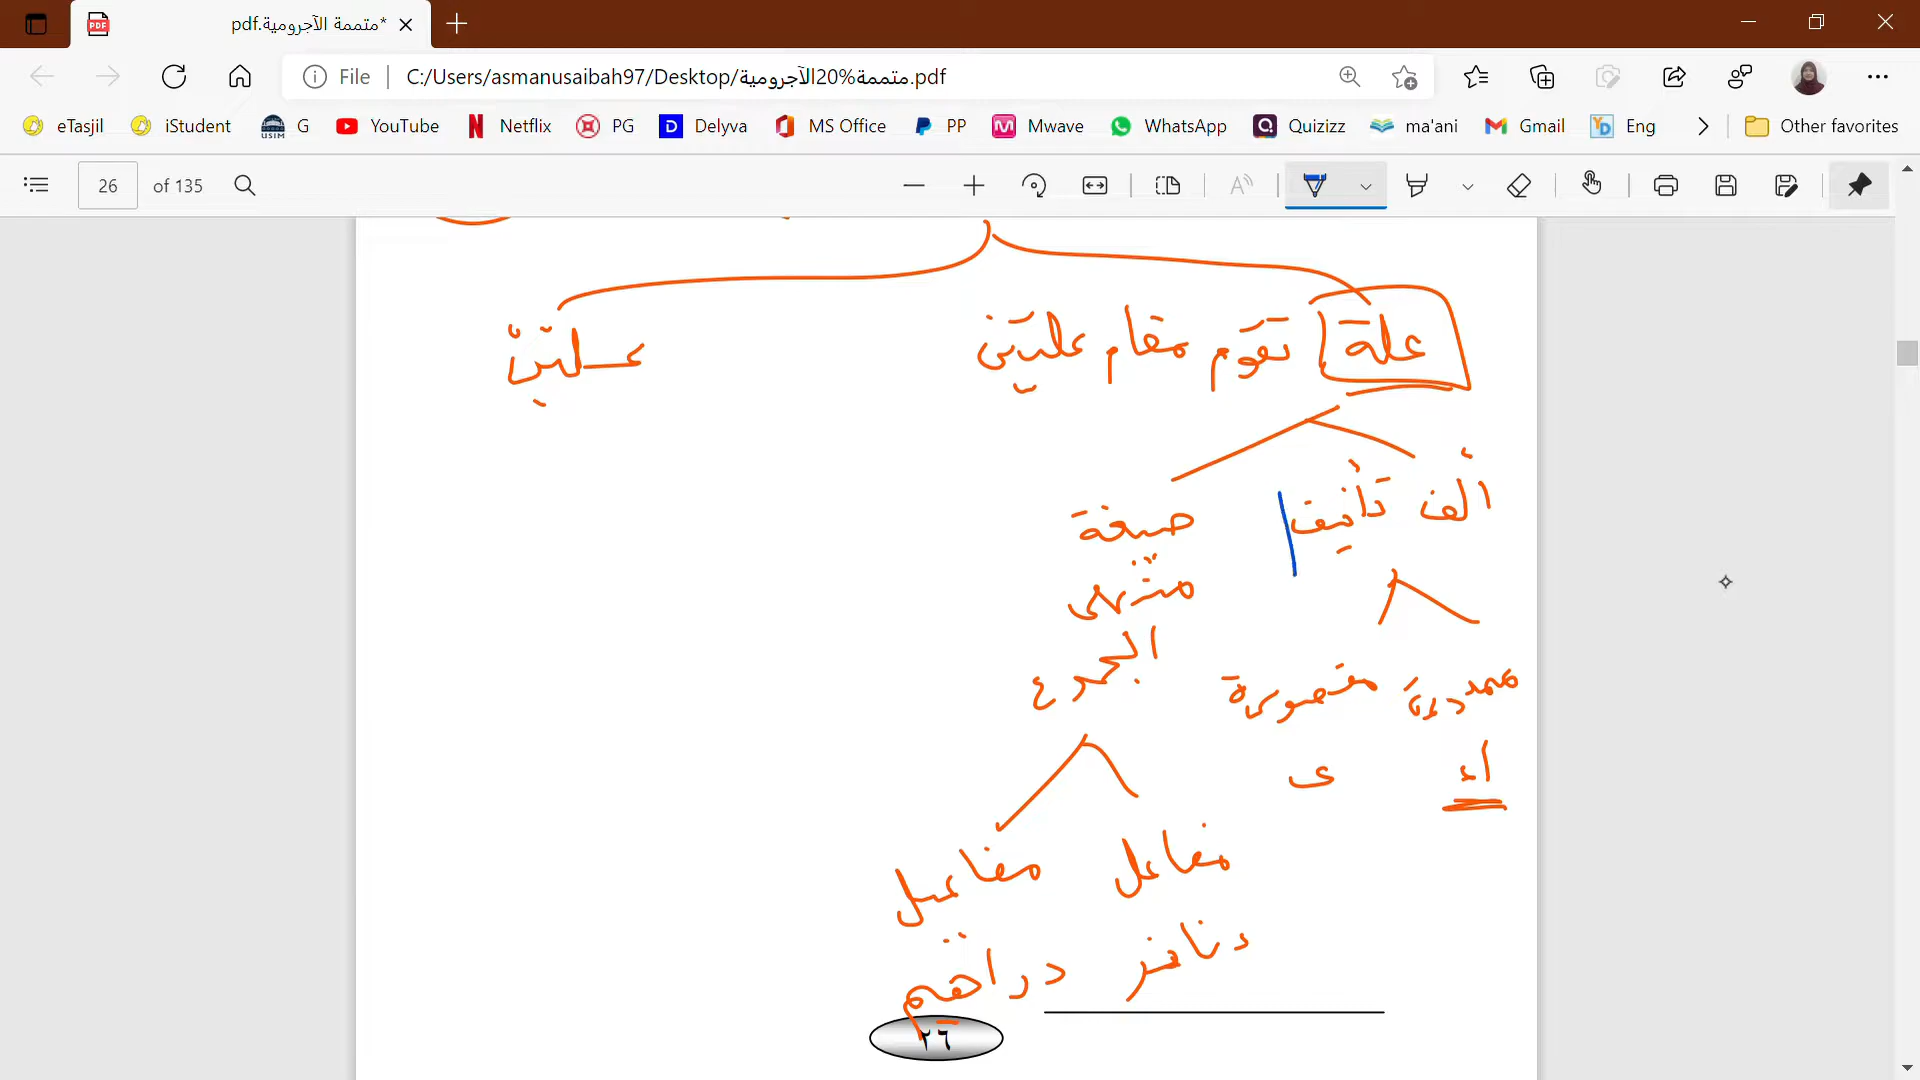 متممة الآجرومية.pdf*
File C:/Users/asmanusaibah97/Desktop/متممة%20الآجرومية.pdf
eTasjil iStudent G YouTube Netflix PG Delyva MS Office PP Mwave WhatsApp Quizizz ma'ani Gmail Eng Other favorites
26 of 135
علة تقوم مقام علتين
علتين
ألف تأنيث
صيغة
منتهى
الجموع
ممدودة مقصورة
اء ى
مفاعل مفاعيل
دراهيم
٢٦